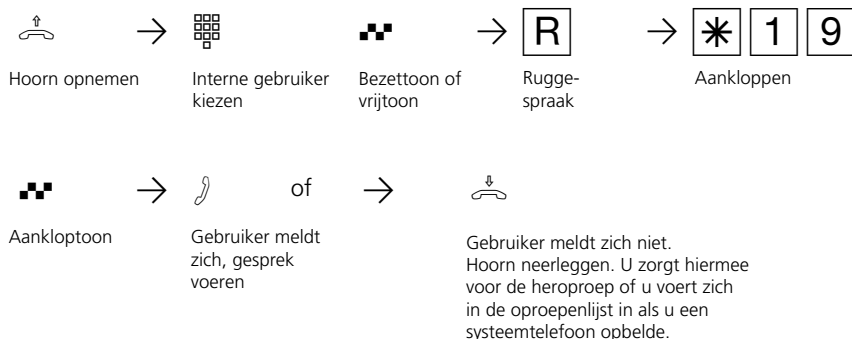 R * 1 9
Hoorn opnemen
Interne gebruiker
kiezen
Bezettoon of
vrijtoon
Rugge-
spraak
Aankloppen
of
Aankloptoon
Gebruiker meldt
zich, gesprek
voeren
Gebruiker meldt zich niet.
Hoorn neerleggen. U zorgt hiermee
voor de heroproep of u voert zich
in de oproepenlijst in als u een
systeemtelefoon opbelde.